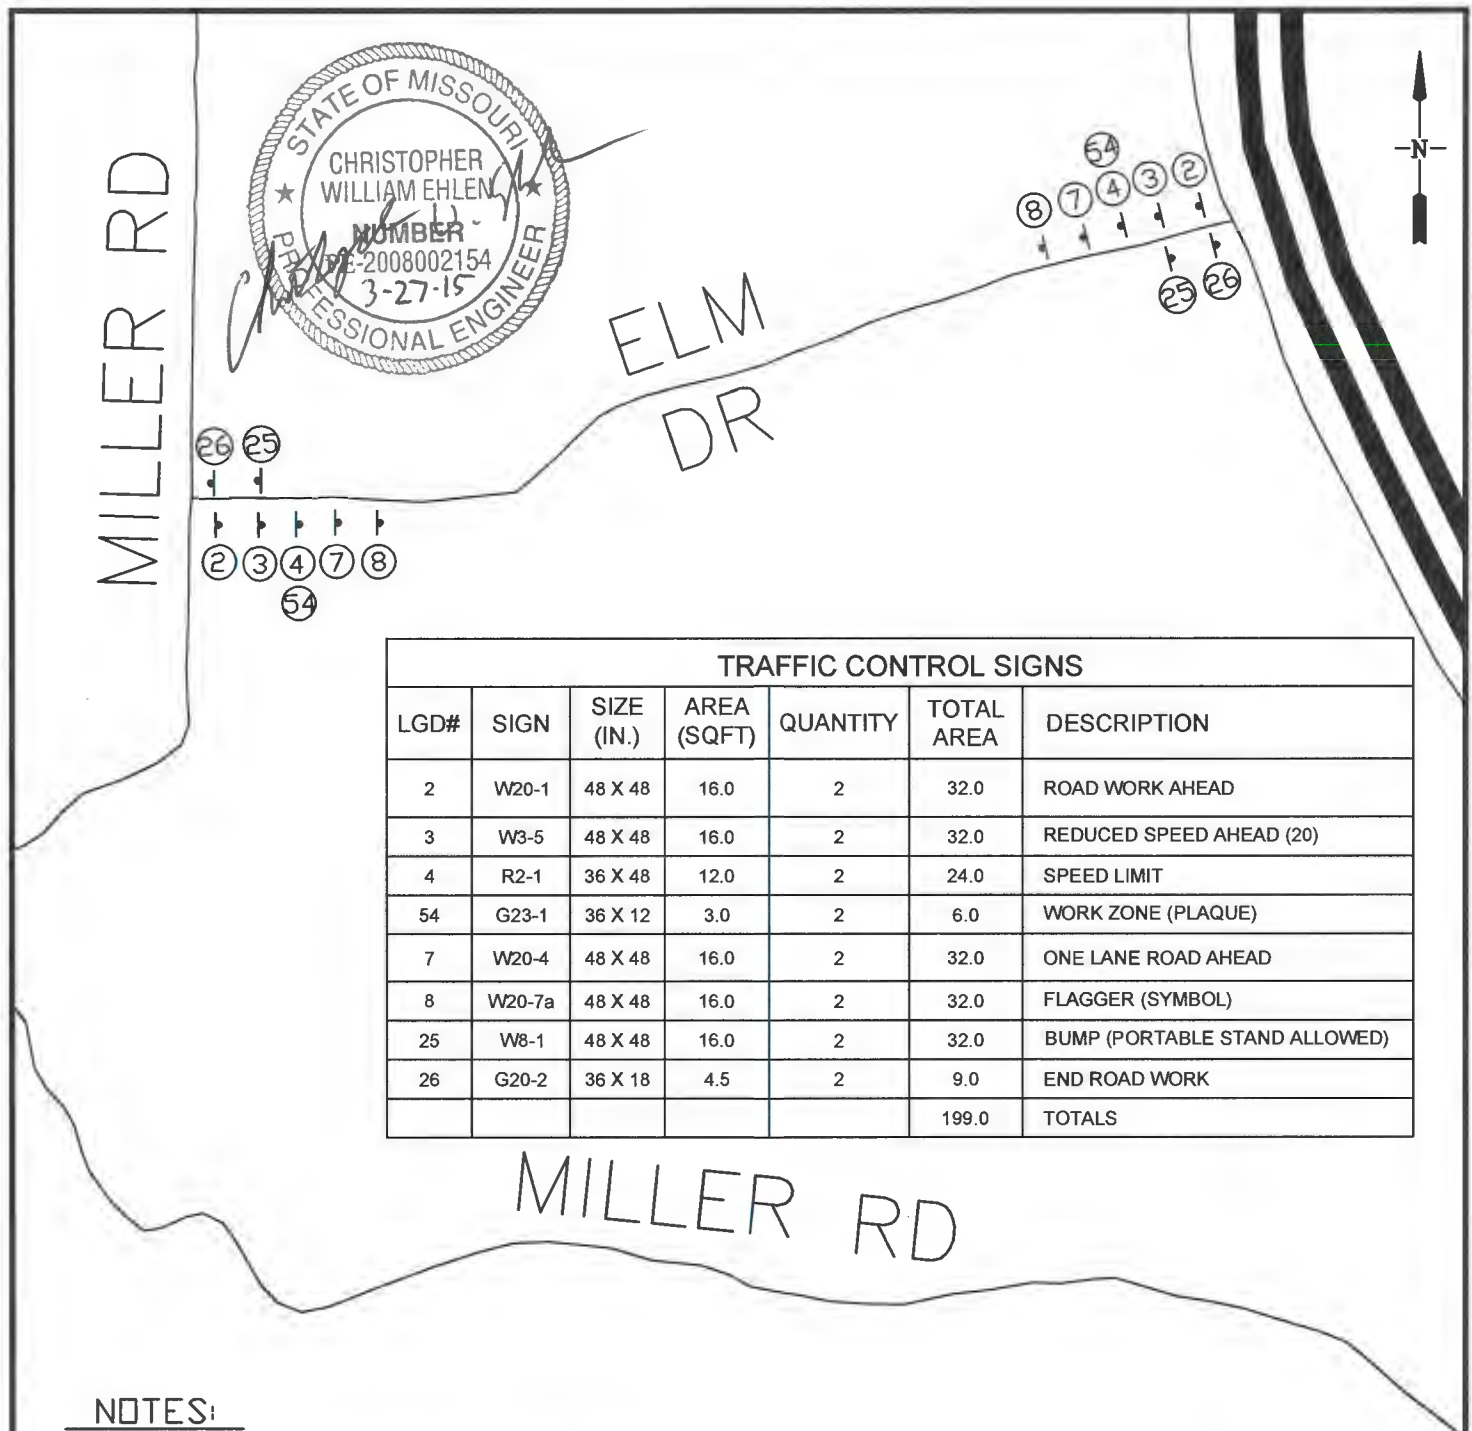 STATE OF MISSOURI
CHRISTOPHER
WILLIAM EHLEN
NUMBER
PE-2008002154
3-27-15
PROFESSIONAL ENGINEER
MILLER RD
N
54
8 7 4 3 2
25 26
ELM
DR
26 25
2 3 4 7 8
54
TRAFFIC CONTROL SIGNS
LGD# SIGN SIZE (IN.) AREA (SQFT) QUANTITY TOTAL AREA DESCRIPTION
2 W20-1 48 X 48 16.0 2 32.0 ROAD WORK AHEAD
3 W3-5 48 X 48 16.0 2 32.0 REDUCED SPEED AHEAD (20)
4 R2-1 36 X 48 12.0 2 24.0 SPEED LIMIT
54 G23-1 36 X 12 3.0 2 6.0 WORK ZONE (PLAQUE)
7 W20-4 48 X 48 16.0 2 32.0 ONE LANE ROAD AHEAD
8 W20-7a 48 X 48 16.0 2 32.0 FLAGGER (SYMBOL)
25 W8-1 48 X 48 16.0 2 32.0 BUMP (PORTABLE STAND ALLOWED)
26 G20-2 36 X 18 4.5 2 9.0 END ROAD WORK
199.0 TOTALS
MILLER RD
NOTES: